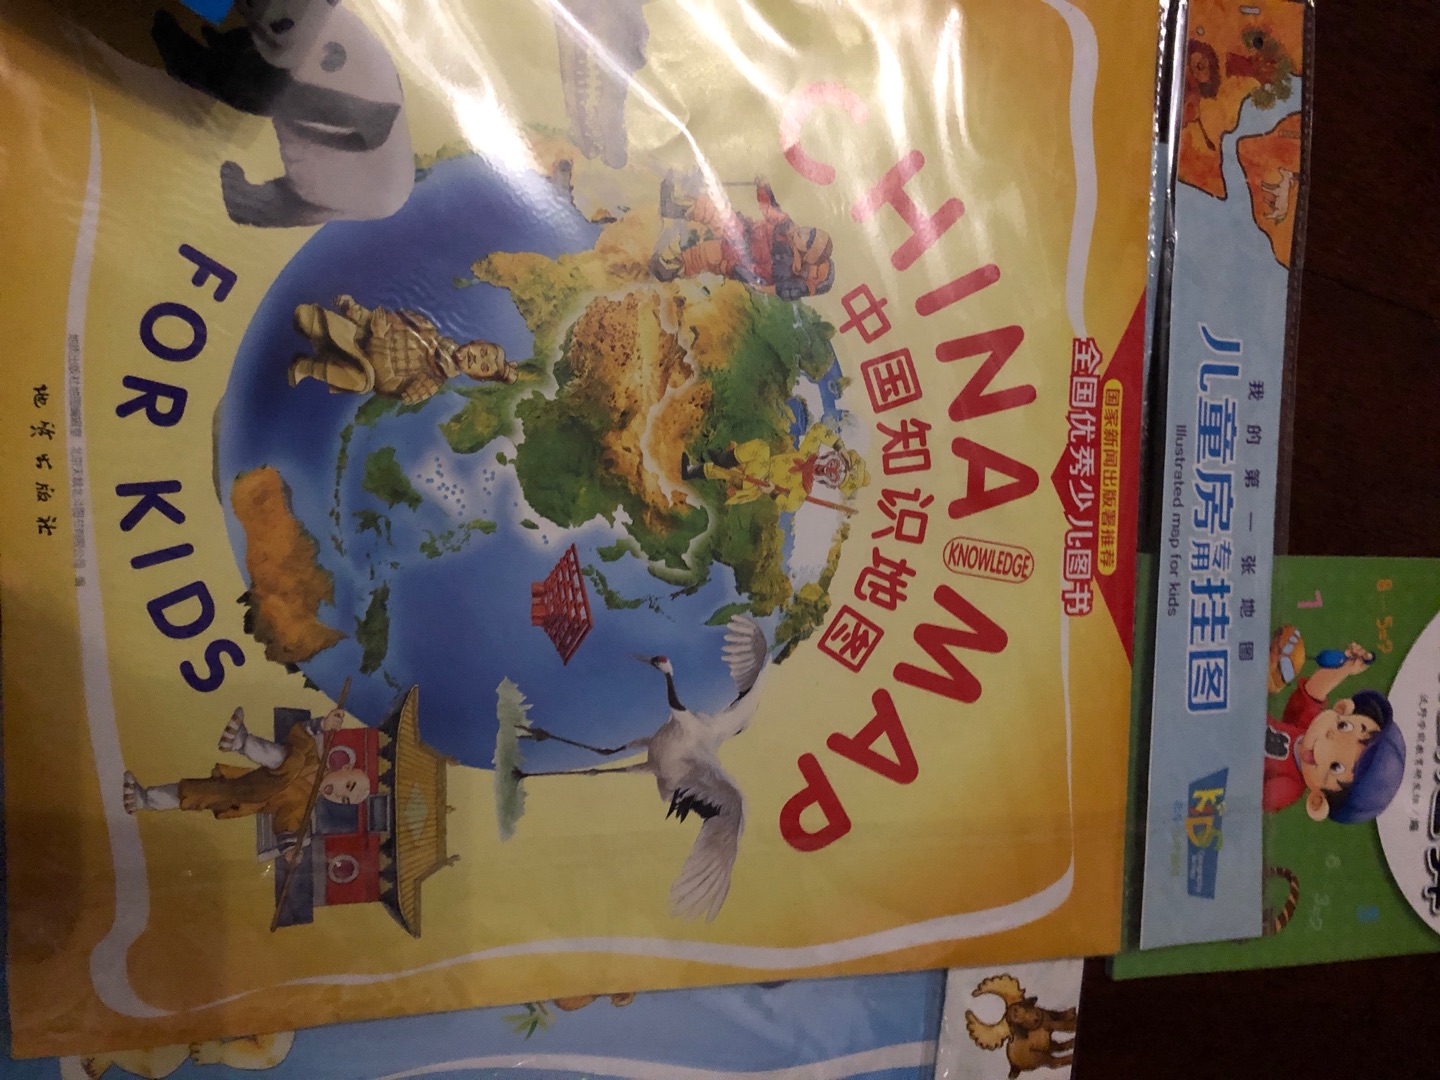 国家新闻出版署推荐
全国优秀少儿图书
CHINA MAP
KNOWLEDGE
中国知识地图
FOR KIDS
地质出版社
我的第一张地图
儿童房专用挂图
Illustrated map for kids
KiDS